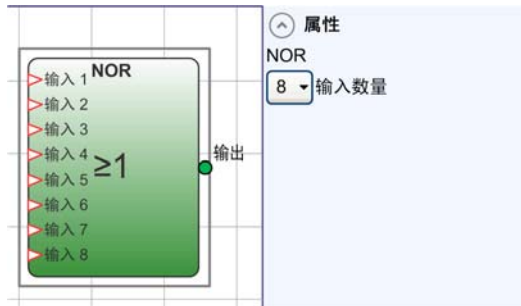 NOR
输入 1
输入 2
输入 3
输入 4
输入 5
输入 6
输入 7
输入 8
≥1
输出
属性
NOR
8 输入数量